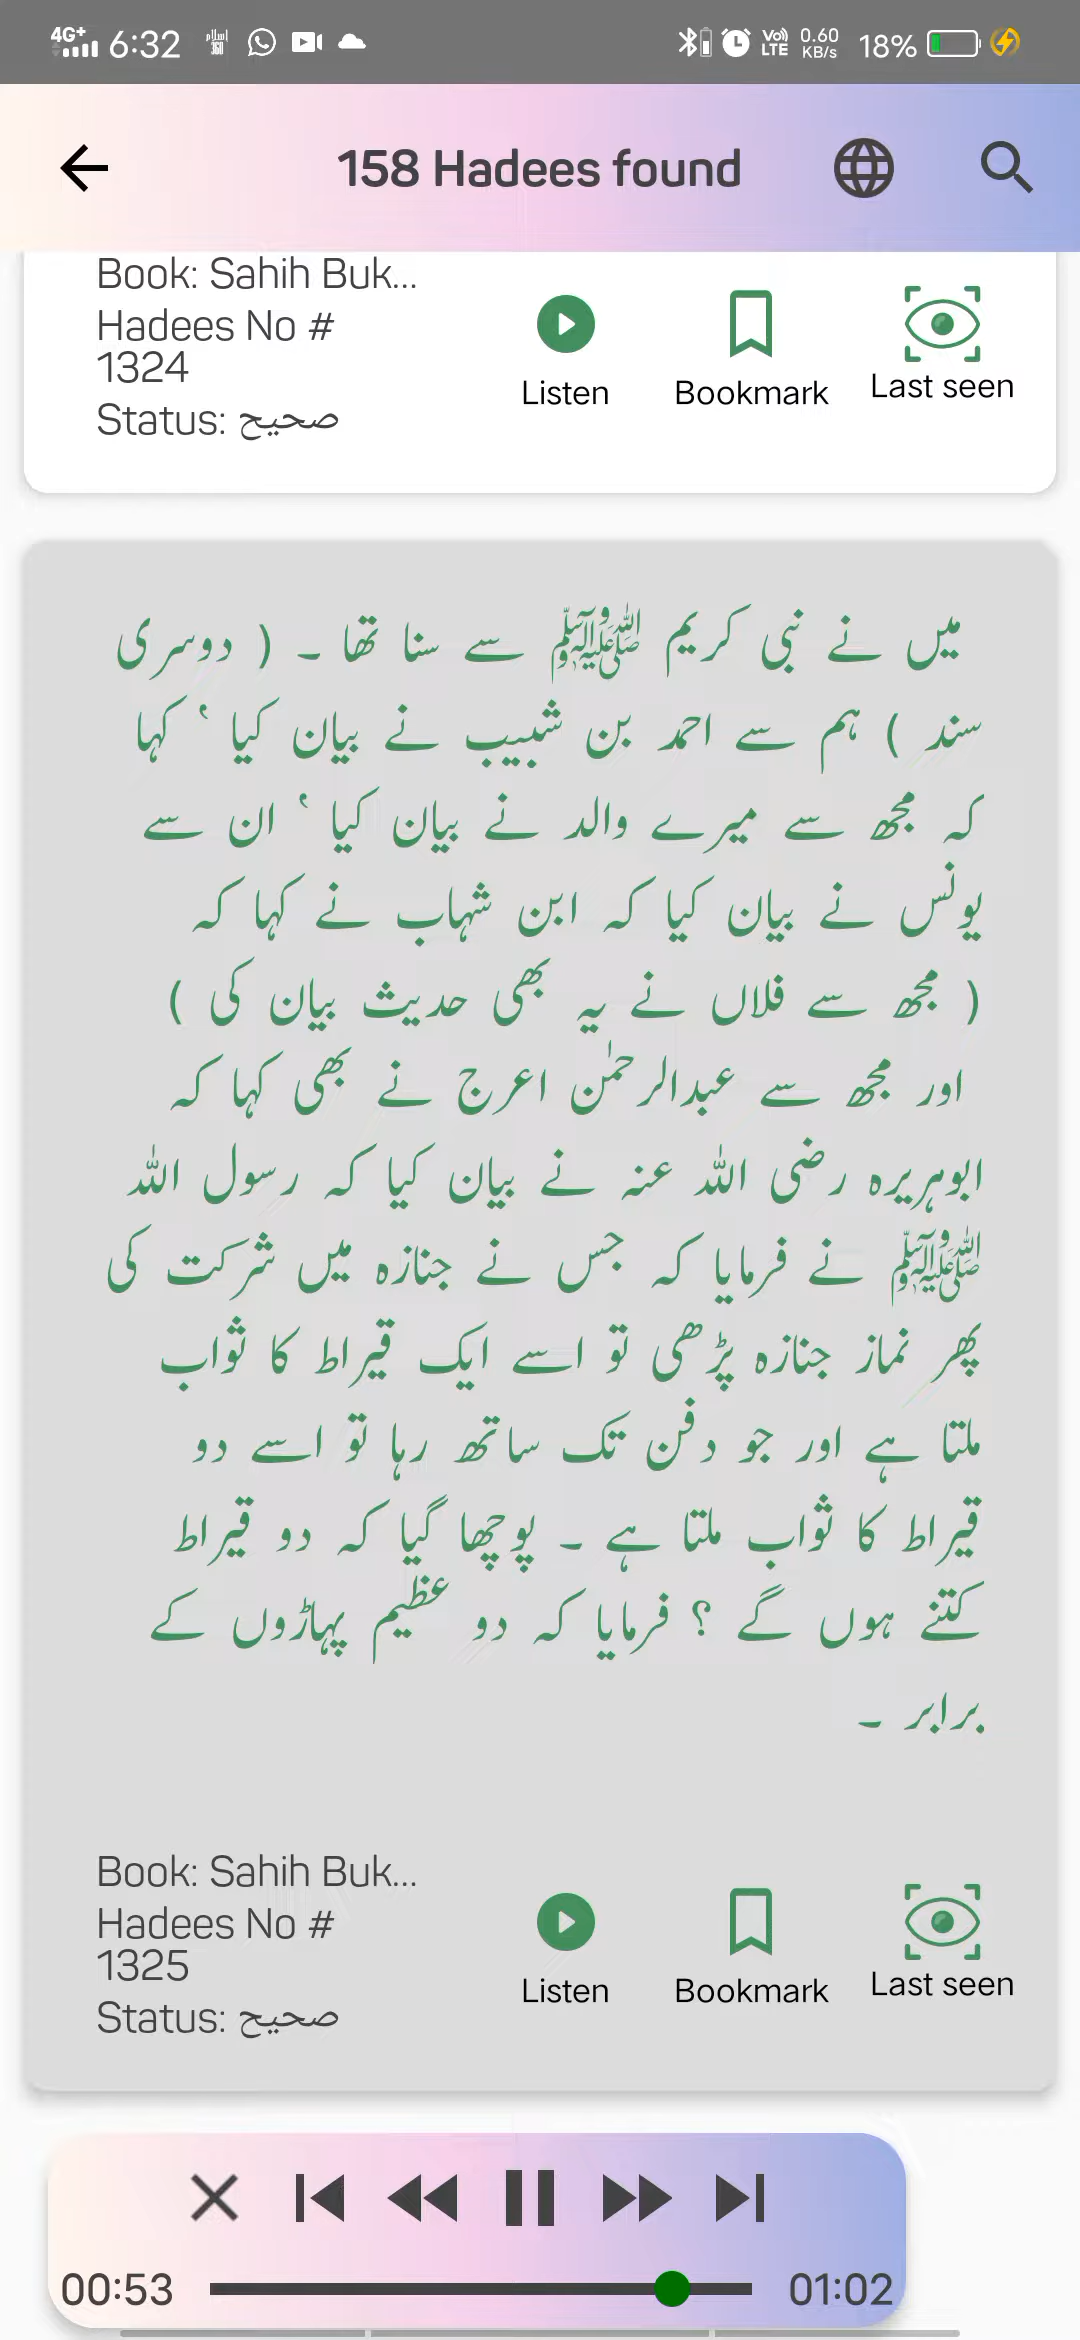 4G+ 6:32 اسلام 360 Vo) LTE 0.60 KB/s 18%
158 Hadees found
Book: Sahih Buk...
Hadees No #
1324
Status: صحیح
Listen
Bookmark
Last seen
میں نے نبی کریم ﷺ سے سنا تھا ۔ ( دوسری
سند ) ہم سے احمد بن شبیب نے بیان کیا ‘ کہا
کہ مجھ سے میرے والد نے بیان کیا ‘ ان سے
یونس نے بیان کیا کہ ابن شہاب نے کہا کہ
( مجھ سے فلاں نے یہ بھی حدیث بیان کی )
اور مجھ سے عبدالرحمٰن اعرج نے بھی کہا کہ
ابوہریرہ رضی اللہ عنہ نے بیان کیا کہ رسول اللہ
ﷺ نے فرمایا کہ جس نے جنازہ میں شرکت کی
پھر نماز جنازہ پڑھی تو اسے ایک قیراط کا ثواب
ملتا ہے اور جو دفن تک ساتھ رہا تو اسے دو
قیراط کا ثواب ملتا ہے ۔ پوچھا گیا کہ دو قیراط
کتنے ہوں گے ؟ فرمایا کہ دو عظیم پہاڑوں کے
برابر ۔
Book: Sahih Buk...
Hadees No #
1325
Status: صحیح
Listen
Bookmark
Last seen
00:53
01:02